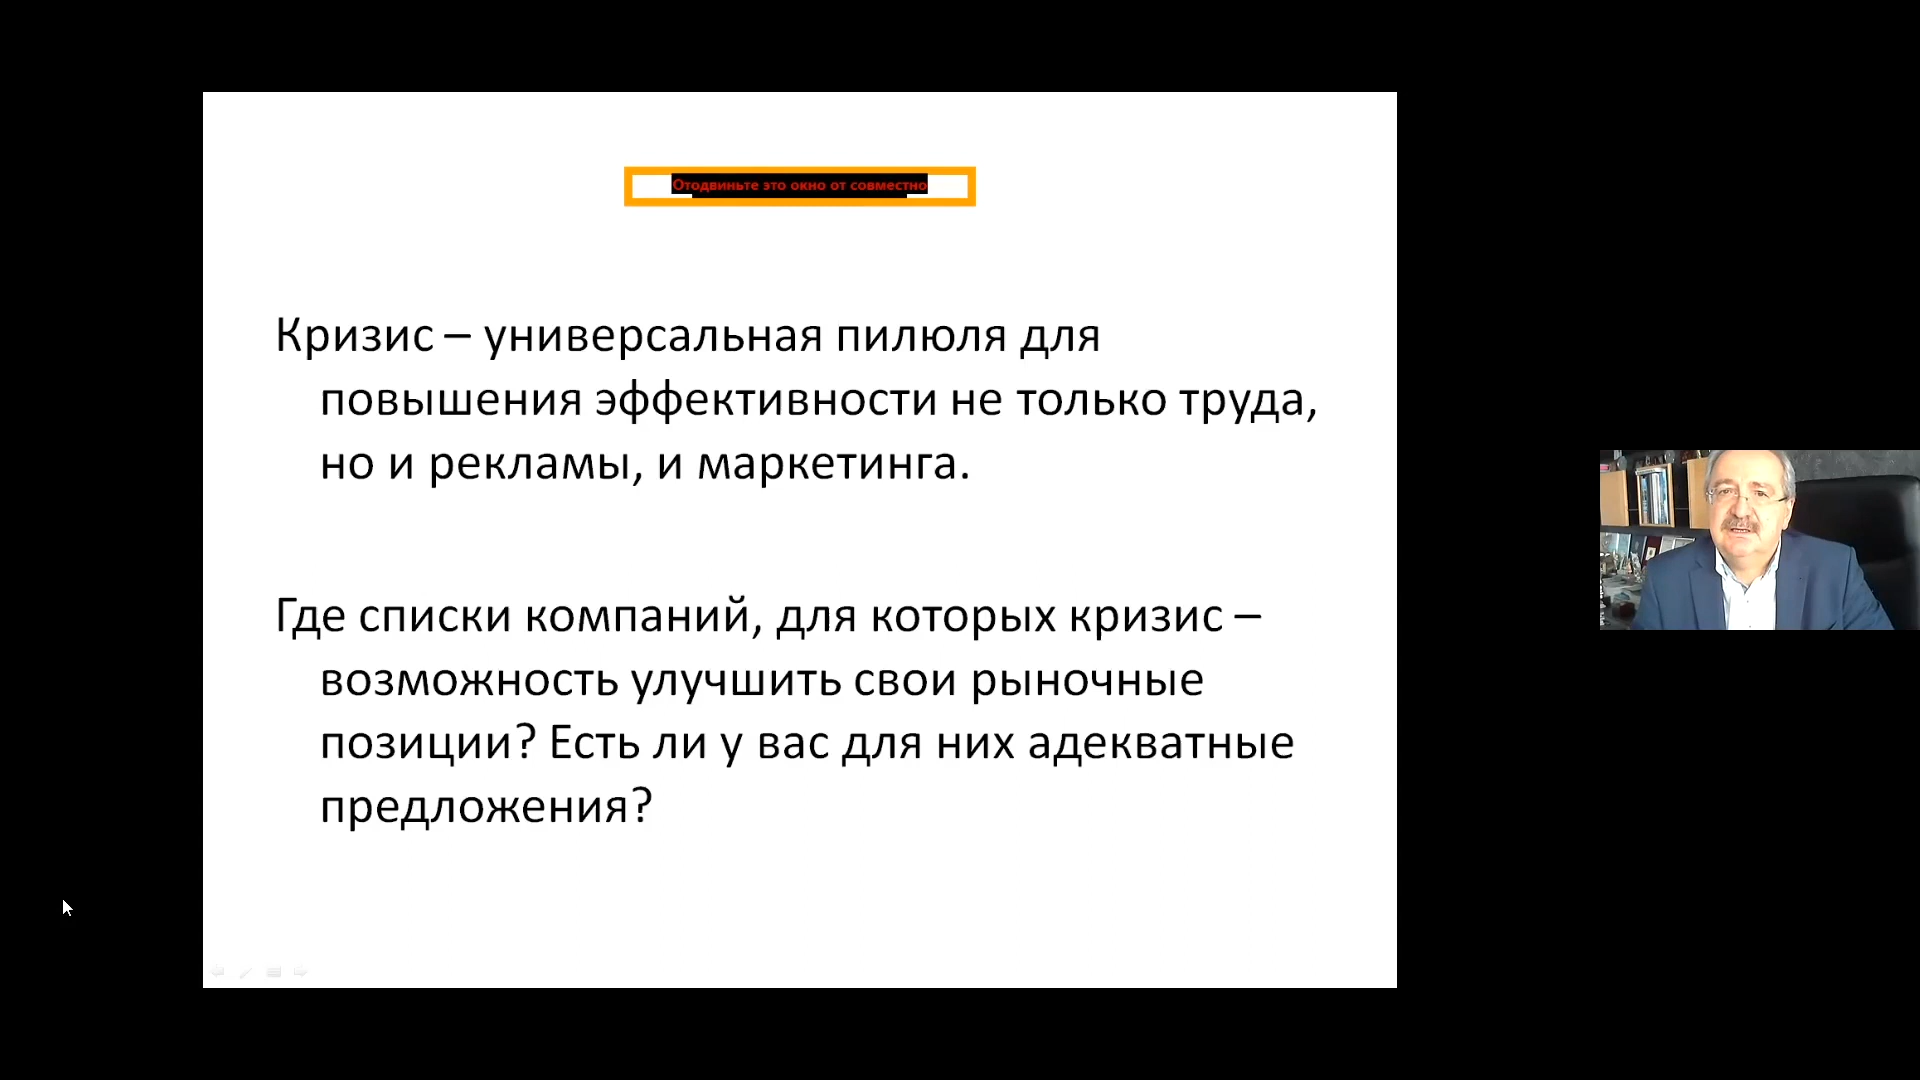 Отодвиньте это окно от совместно
Кризис – универсальная пилюля для
повышения эффективности не только труда,
но и рекламы, и маркетинга.
Где списки компаний, для которых кризис –
возможность улучшить свои рыночные
позиции? Есть ли у вас для них адекватные
предложения?